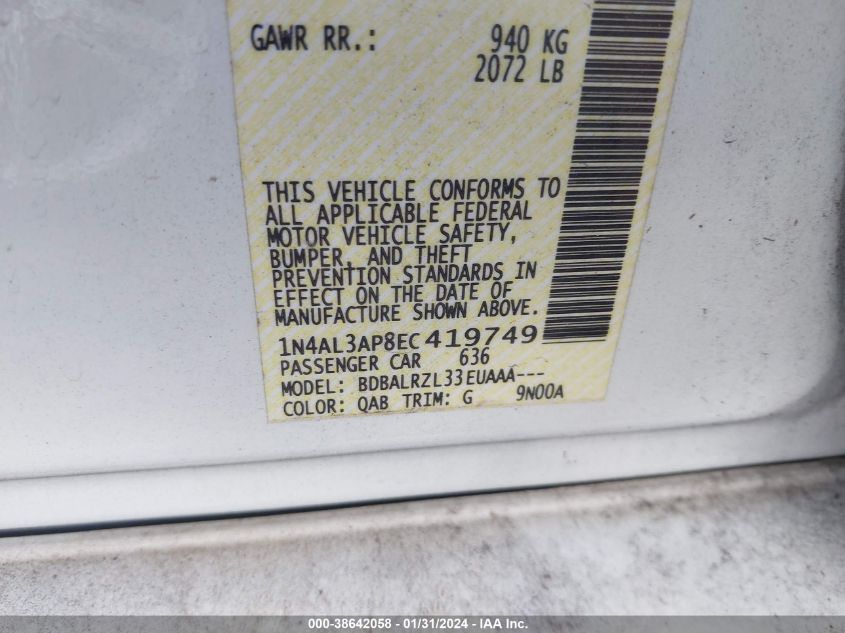 GAWR RR.: 940 KG
2072 LB
THIS VEHICLE CONFORMS TO
ALL APPLICABLE FEDERAL
MOTOR VEHICLE SAFETY,
BUMPER, AND THEFT
PREVENTION STANDARDS IN
EFFECT ON THE DATE OF
MANUFACTURE SHOWN ABOVE.
1N4AL3AP8EC419749
PASSENGER CAR 636
MODEL: BDBALRZL33EUAAA---
COLOR: QAB TRIM: G 9N00A
000-38642058 - 01/31/2024 - IAA Inc.